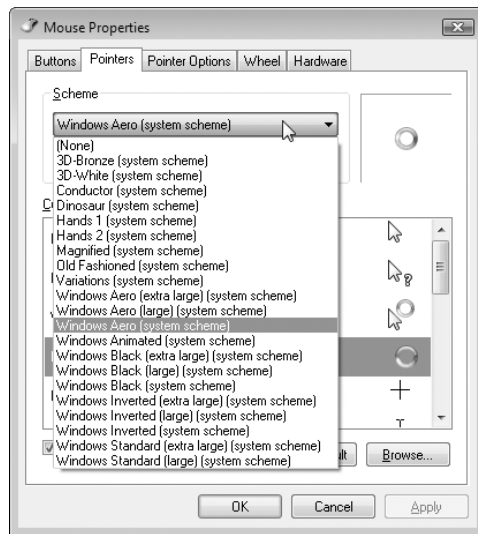 Mouse Properties
Buttons Pointers Pointer Options Wheel Hardware
Scheme
Windows Aero (system scheme)
(None)
3D-Bronze (system scheme)
3D-White (system scheme)
Conductor (system scheme)
Dinosaur (system scheme)
Hands 1 (system scheme)
Hands 2 (system scheme)
Magnified (system scheme)
Old Fashioned (system scheme)
Variations (system scheme)
Windows Aero (extra large) (system scheme)
Windows Aero (large) (system scheme)
Windows Aero (system scheme)
Windows Animated (system scheme)
Windows Black (extra large) (system scheme)
Windows Black (large) (system scheme)
Windows Black (system scheme)
Windows Inverted (extra large) (system scheme)
Windows Inverted (large) (system scheme)
Windows Inverted (system scheme)
Windows Standard (extra large) (system scheme)
Windows Standard (large) (system scheme)
Browse...
OK Cancel Apply